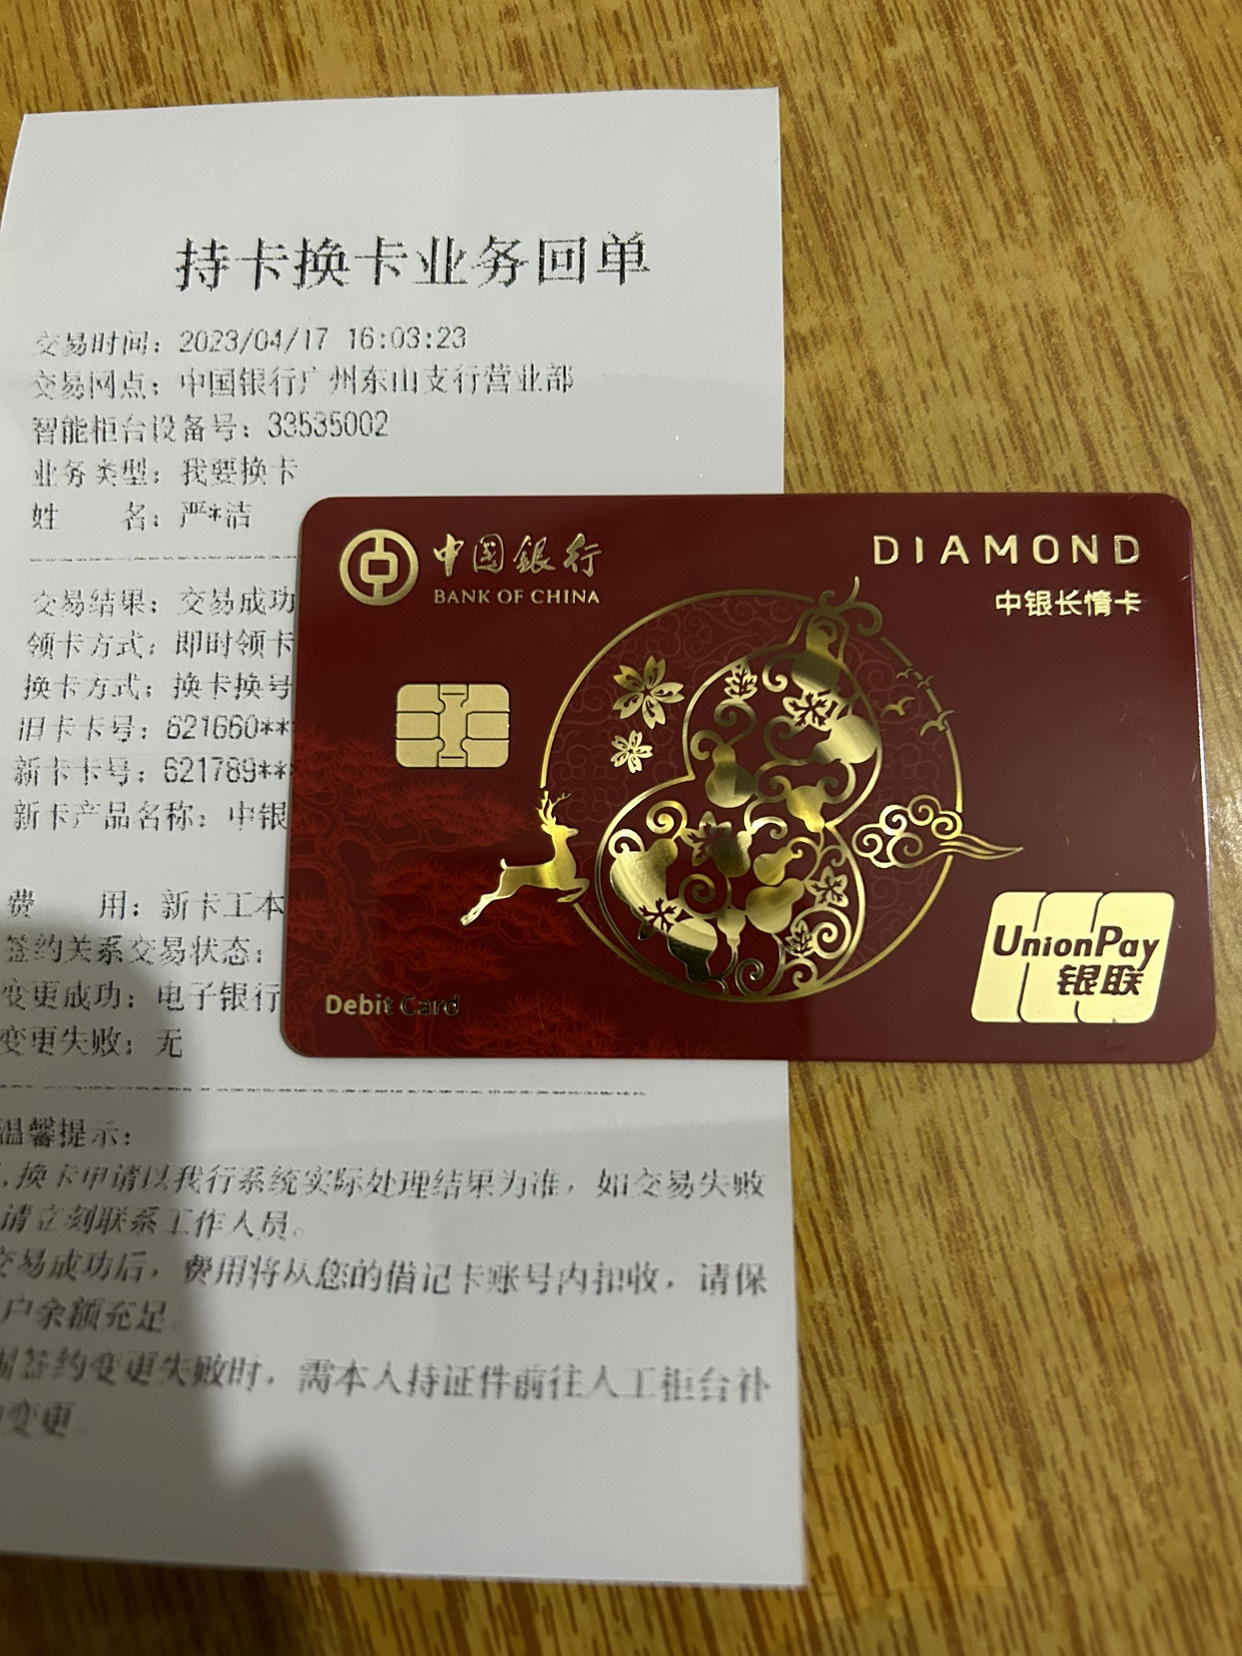 持卡换卡业务回单
交易时间：2023/04/17 16:03:23
交易网点：中国银行广州东山支行营业部
智能柜台设备号：33535002
业务类型：我要换卡
姓　　名：严*洁
交易结果：交易成功
领卡方式：即时领卡
换卡方式：换卡换号
旧卡卡号：621660**
新卡卡号：621789**
新卡产品名称：中银
费　　用：新卡工本
签约关系交易状态：
变更成功：电子银行
变更失败：无
温馨提示：
.换卡申请以我行系统实际处理结果为准，如交易失败
请立刻联系工作人员。
交易成功后，费用将从您的借记卡账号内扣收，请保
户余额充足
签约变更失败时，需本人持证件前往人工柜台补
变更。
中国银行
BANK OF CHINA
DIAMOND
中银长情卡
Debit Card
UnionPay
银联